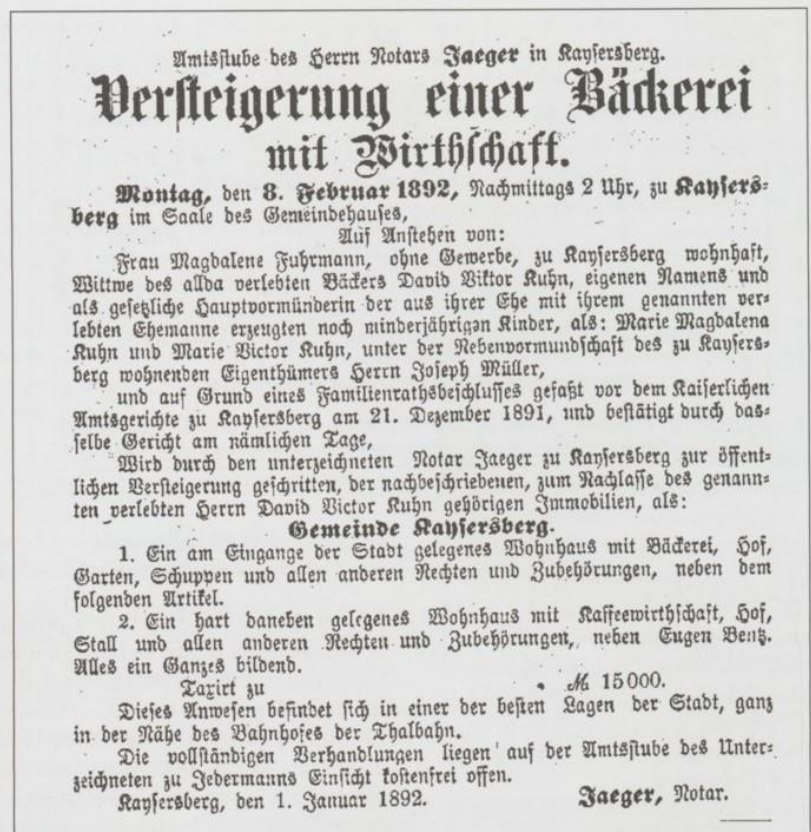 Amtsstube des Herrn Notars Jaeger in Kaysersberg.
Versteigerung einer Bäckerei
mit Wirthschaft.
Montag, den 8. Februar 1892, Nachmittags 2 Uhr, zu Kaysers-
berg im Saale des Gemeindehauses,
Auf Anstehen von:
Frau Magdalene Fuhrmann, ohne Gewerbe, zu Kaysersberg wohnhaft,
Wittwe des allda verlebten Bäckers David Viktor Kuhn, eigenen Namens und
als gesetzliche Hauptvormünderin der aus ihrer Ehe mit ihrem genannten ver-
lebten Ehemanne erzeugten noch minderjährigen Kinder, als: Marie Magdalena
Kuhn und Marie Victor Kuhn, unter der Nebenvormundschaft des zu Kaysers-
berg wohnenden Eigenthümers Herrn Joseph Müller,
und auf Grund eines Familienrathsbeschlusses gefaßt vor dem Kaiserlichen
Amtsgerichte zu Kaysersberg am 21. Dezember 1891, und bestätigt durch das-
selbe Gericht am nämlichen Tage,
Wird durch den unterzeichneten Notar Jaeger zu Kaysersberg zur öffent-
lichen Versteigerung geschritten, der nachbeschriebenen, zum Nachlasse des genann-
ten verlebten Herrn David Victor Kuhn gehörigen Immobilien, als:
Gemeinde Kaysersberg.
1. Ein am Eingange der Stadt gelegenes Wohnhaus mit Bäckerei, Hof,
Garten, Schuppen und allen anderen Rechten und Zubehörungen, neben dem
folgenden Artikel.
2. Ein hart daneben gelegenes Wohnhaus mit Kaffeewirthschaft, Hof,
Stall und allen anderen Rechten und Zubehörungen, neben Eugen Bentz.
Alles ein Ganzes bildend.
Taxirt zu M 15000.
Dieses Anwesen befindet sich in einer der besten Lagen der Stadt, ganz
in der Nähe des Bahnhofes der Thalbahn.
Die vollständigen Verhandlungen liegen auf der Amtsstube des Unter-
zeichneten zu Jedermanns Einsicht kostenfrei offen.
Kaysersberg, den 1. Januar 1892. Jaeger, Notar.